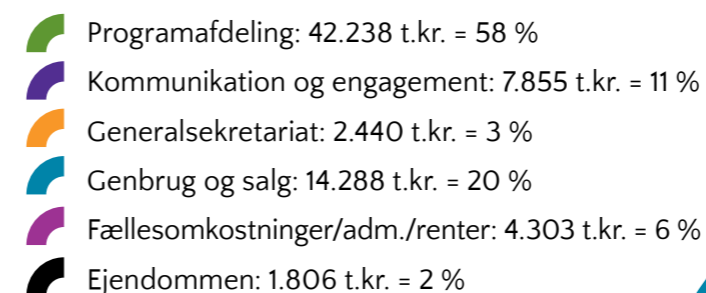 Programafdeling: 42.238 t.kr. = 58 %
Kommunikation og engagement: 7.855 t.kr. = 11 %
Generalsekretariat: 2.440 t.kr. = 3 %
Genbrug og salg: 14.288 t.kr. = 20 %
Fællesomkostninger/adm./renter: 4.303 t.kr. = 6 %
Ejendommen: 1.806 t.kr. = 2 %